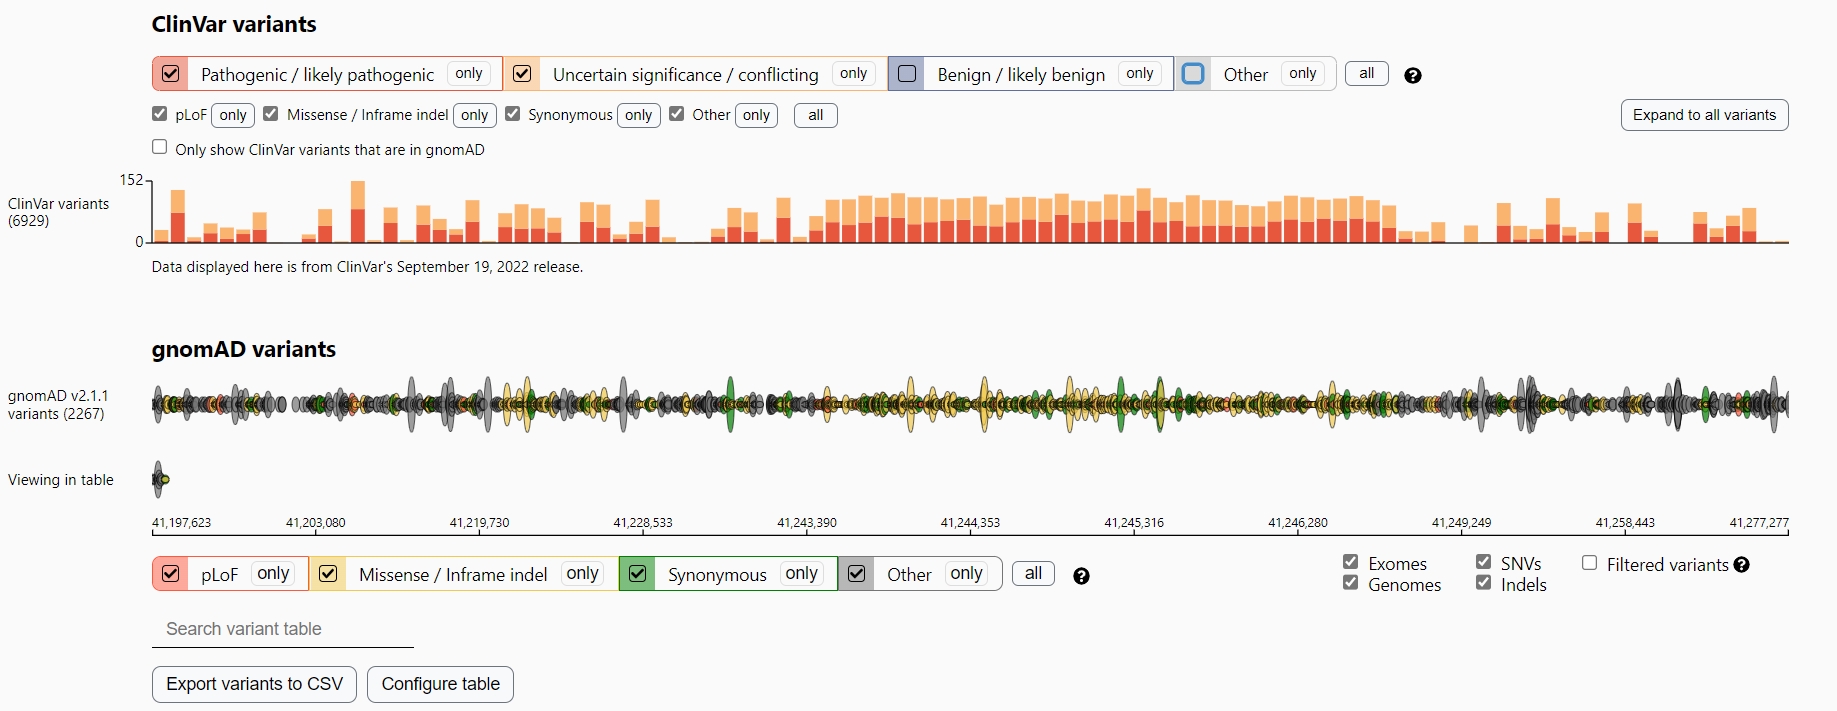 ClinVar variants
Pathogenic / likely pathogenic only Uncertain significance / conflicting only Benign / likely benign only Other only all ?
pLoF only Missense / Inframe indel only Synonymous only Other only all Expand to all variants
Only show ClinVar variants that are in gnomAD
152
ClinVar variants
(6929)
0
Data displayed here is from ClinVar's September 19, 2022 release.
gnomAD variants
gnomAD v2.1.1
variants (2267)
Viewing in table
41,197,623 41,203,080 41,219,730 41,228,533 41,243,390 41,244,353 41,245,316 41,246,280 41,249,249 41,258,443 41,277,277
pLoF only Missense / Inframe indel only Synonymous only Other only all ?
Exomes SNVs Filtered variants ?
Genomes Indels
Search variant table
Export variants to CSV Configure table